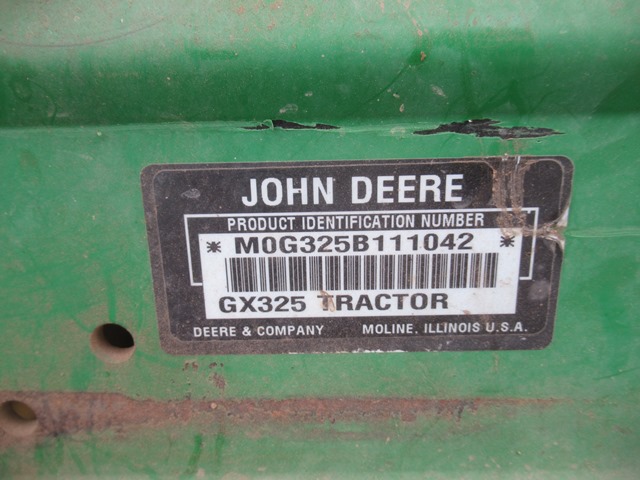 JOHN DEERE
PRODUCT IDENTIFICATION NUMBER
* M0G325B111042 *
GX325 TRACTOR
DEERE & COMPANY MOLINE, ILLINOIS U.S.A.